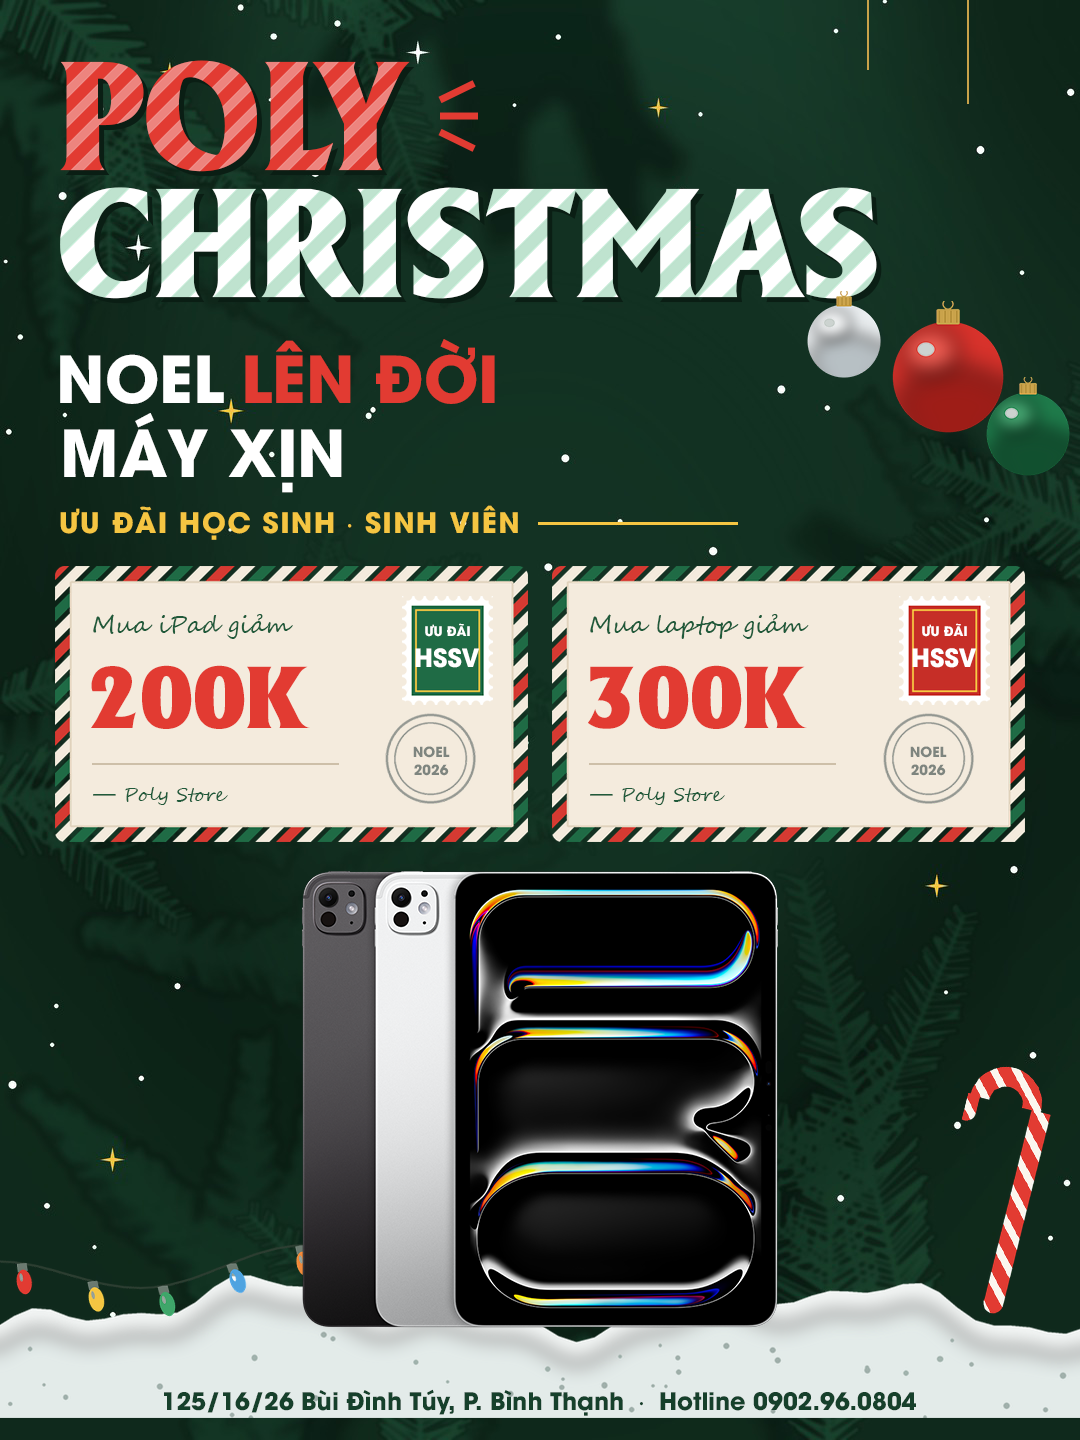 POLY
CHRISTMAS
NOEL LÊN ĐỜI
MÁY XỊN
ƯU ĐÃI HỌC SINH · SINH VIÊN
Mua iPad giảm
200K
— Poly Store
ƯU ĐÃI
HSSV
NOEL
2026
Mua laptop giảm
300K
— Poly Store
ƯU ĐÃI
HSSV
NOEL
2026
125/16/26 Bùi Đình Túy, P. Bình Thạnh · Hotline 0902.96.0804